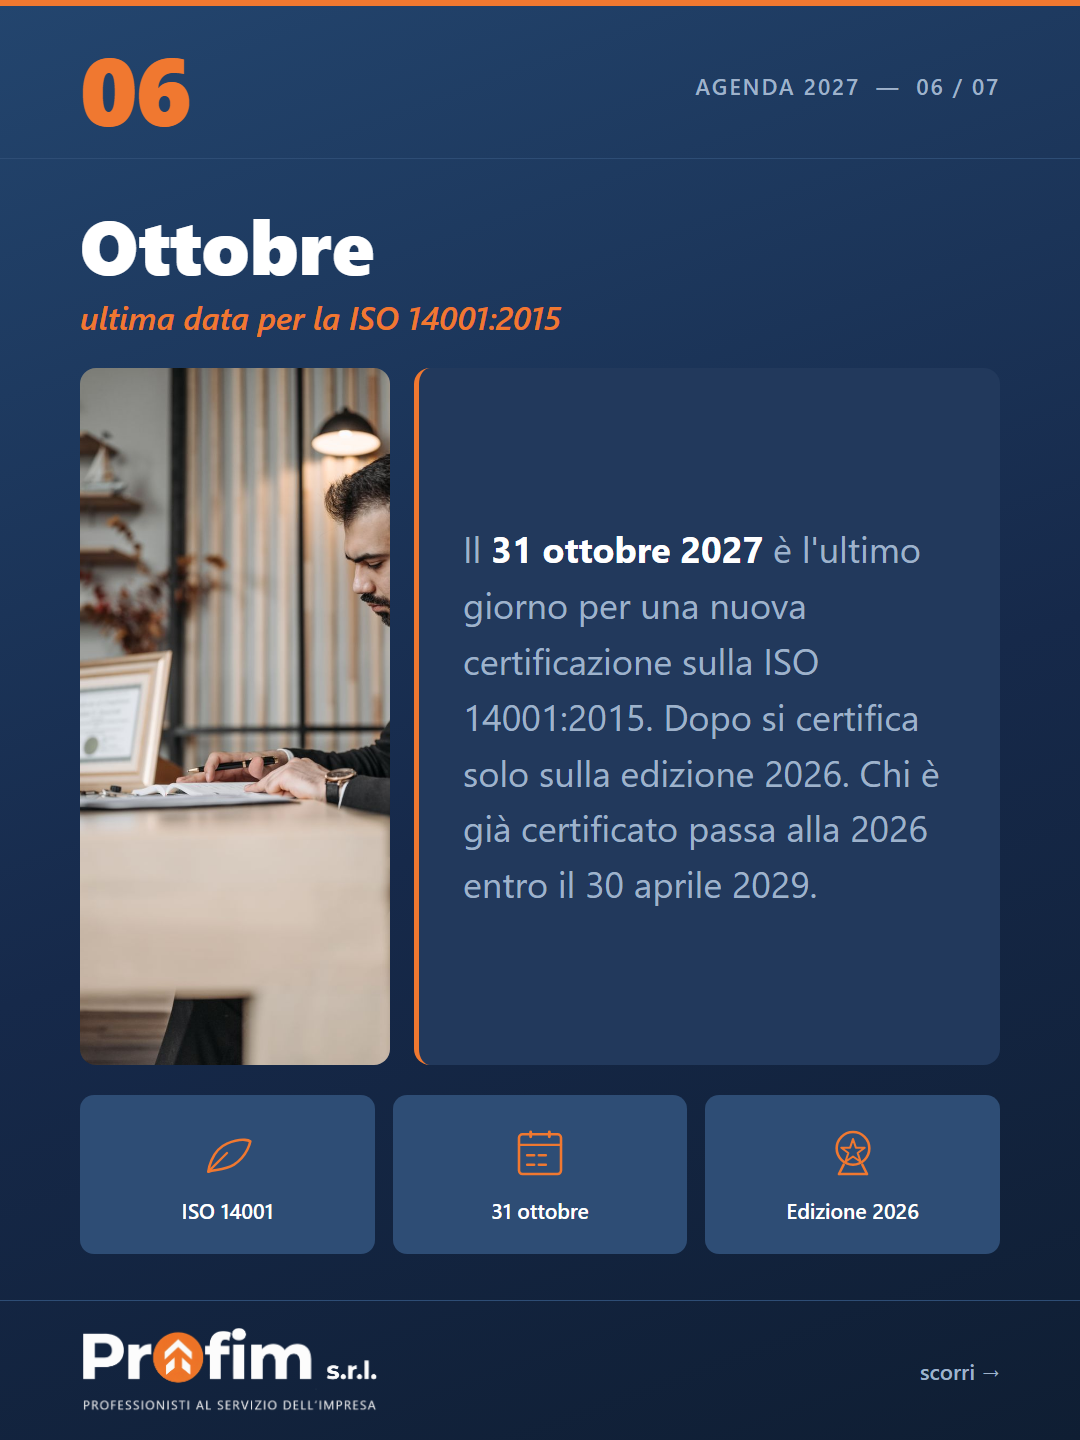 06
AGENDA 2027 — 06 / 07
Ottobre
ultima data per la ISO 14001:2015
Il 31 ottobre 2027 è l'ultimo
giorno per una nuova
certificazione sulla ISO
14001:2015. Dopo si certifica
solo sulla edizione 2026. Chi è
già certificato passa alla 2026
entro il 30 aprile 2029.
ISO 14001
31 ottobre
Edizione 2026
Profim s.r.l.
PROFESSIONISTI AL SERVIZIO DELL'IMPRESA
scorri →